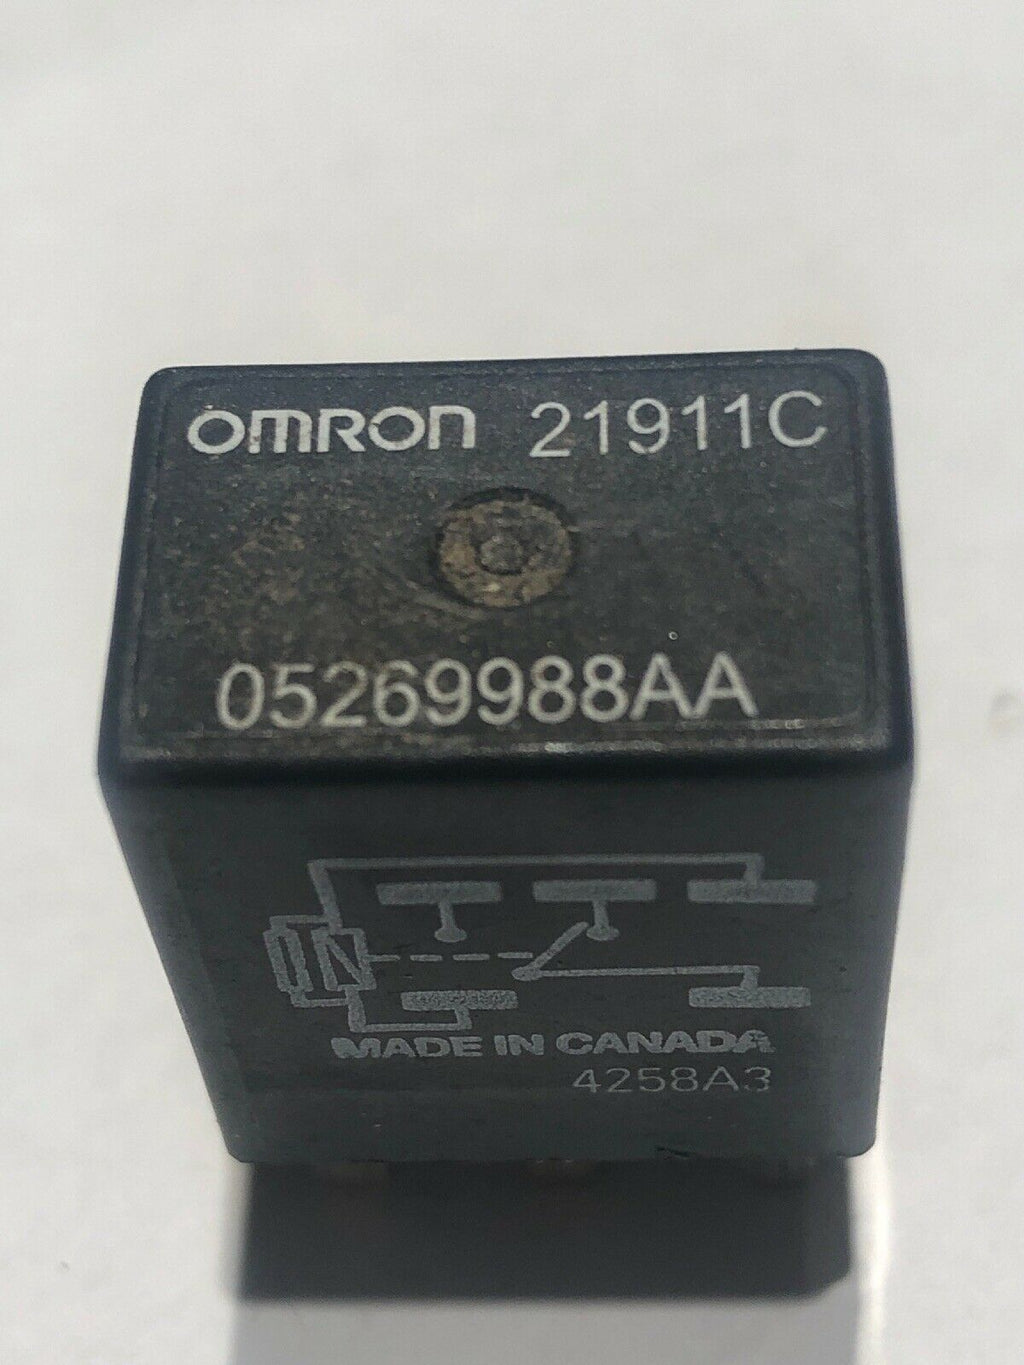 OMRON 21911C
05269988AA
MADE IN CANADA
4258A3